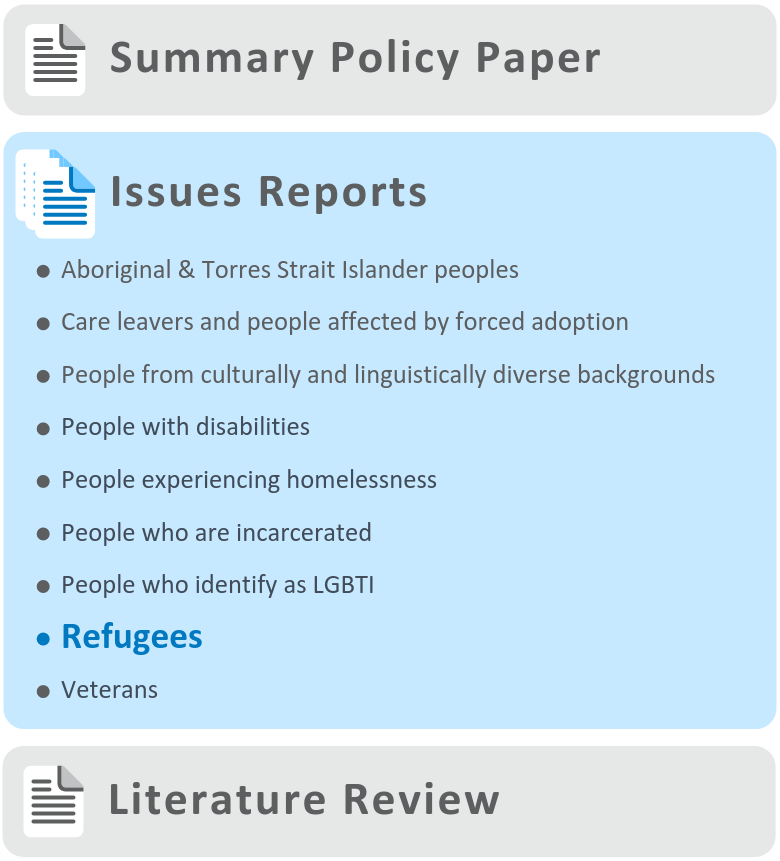 Summary Policy Paper
Issues Reports
● Aboriginal & Torres Strait Islander peoples
● Care leavers and people affected by forced adoption
● People from culturally and linguistically diverse backgrounds
● People with disabilities
● People experiencing homelessness
● People who are incarcerated
● People who identify as LGBTI
● Refugees
● Veterans
Literature Review